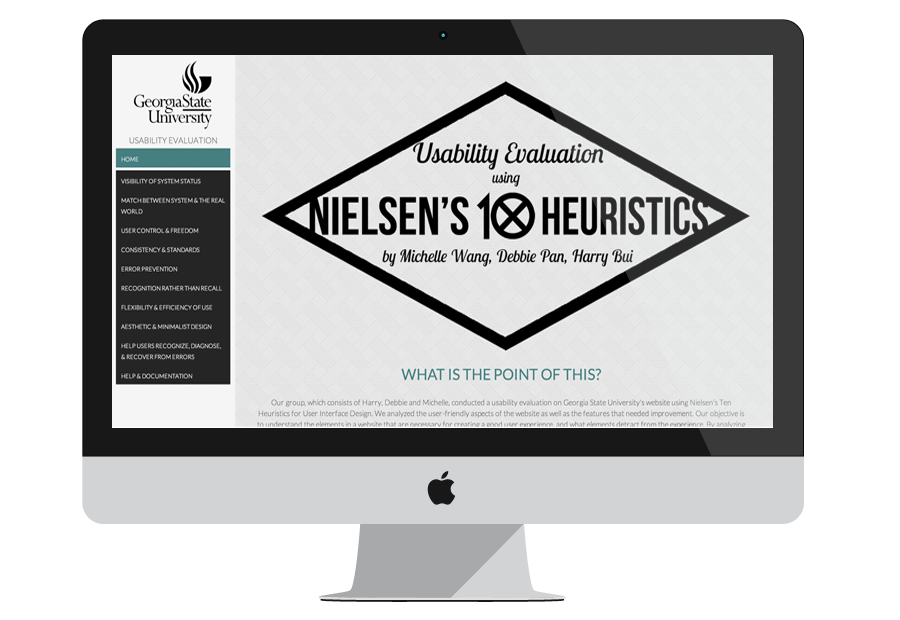 GeorgiaState
University
USABILITY EVALUATION
HOME
VISIBILITY OF SYSTEM STATUS
MATCH BETWEEN SYSTEM & THE REAL
WORLD
USER CONTROL & FREEDOM
CONSISTENCY & STANDARDS
ERROR PREVENTION
RECOGNITION RATHER THAN RECALL
FLEXIBILITY & EFFICIENCY OF USE
AESTHETIC & MINIMALIST DESIGN
HELP USERS RECOGNIZE, DIAGNOSE,
& RECOVER FROM ERRORS
HELP & DOCUMENTATION
Usability Evaluation
using
NIELSEN'S 10 HEURISTICS
by Michelle Wang, Debbie Pan, Harry Bui
WHAT IS THE POINT OF THIS?
Our group, which consists of Harry, Debbie and Michelle, conducted a usability evaluation on Georgia State University's website using Nielsen's Ten
Heuristics for User Interface Design. We analyzed the user-friendly aspects of the website as well as the features that needed improvement. Our objective is
to understand the elements in a website that are necessary for creating a good user experience, and what elements detract from the experience. By analyzing